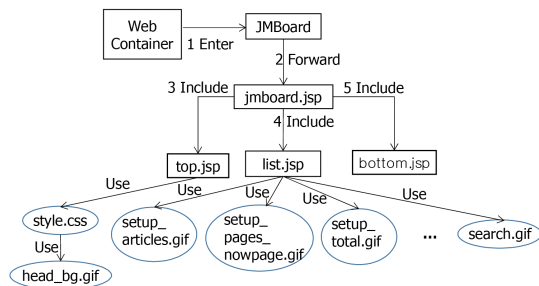 Web
Container
1 Enter
JMBoard
2 Forward
3 Include
jmboard.jsp
5 Include
4 Include
top.jsp
list.jsp
bottom.jsp
Use
Use
Use
Use
Use
style.css
setup_
articles.gif
setup_
pages_
nowpage.gif
setup_
total.gif
...
search.gif
Use
head_bg.gif